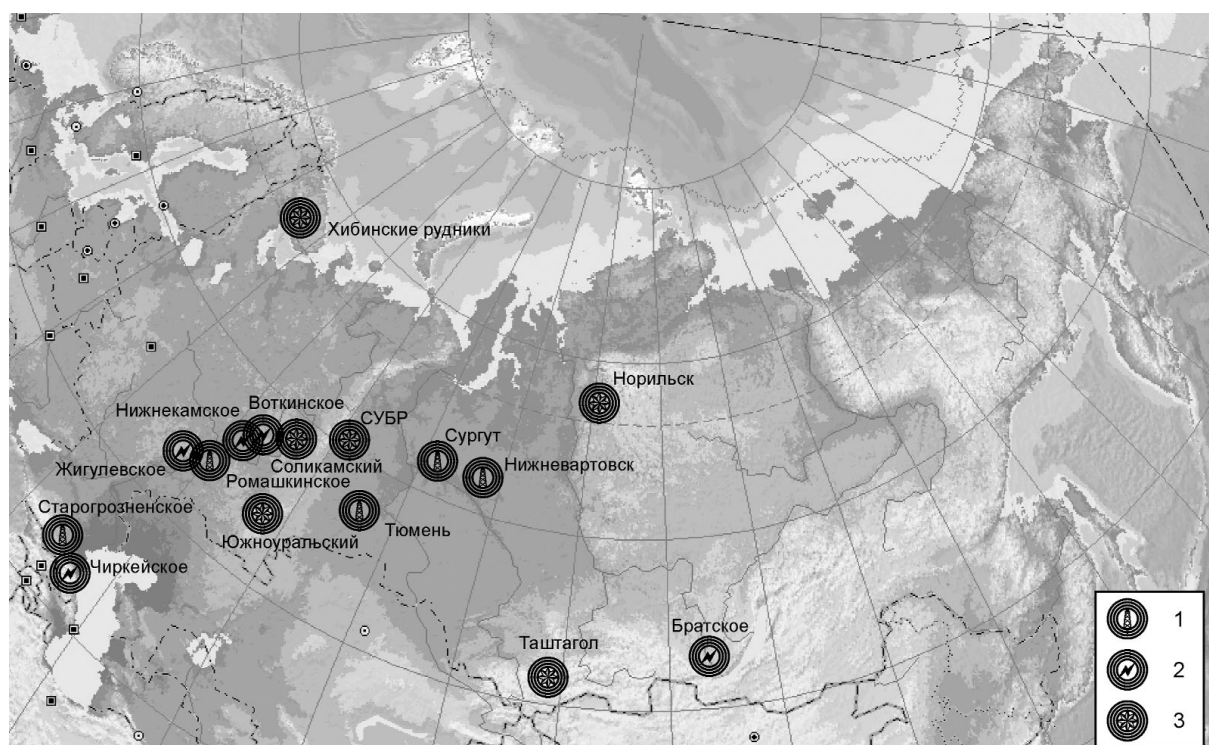 Хибинские рудники
Норильск
Нижнекамское
Воткинское
СУБР
Сургут
Нижневартовск
Жигулевское
Соликамский
Ромашкинское
Старогрозненское
Южноуральский
Тюмень
Чиркейское
Братское
Таштагол
1
2
3